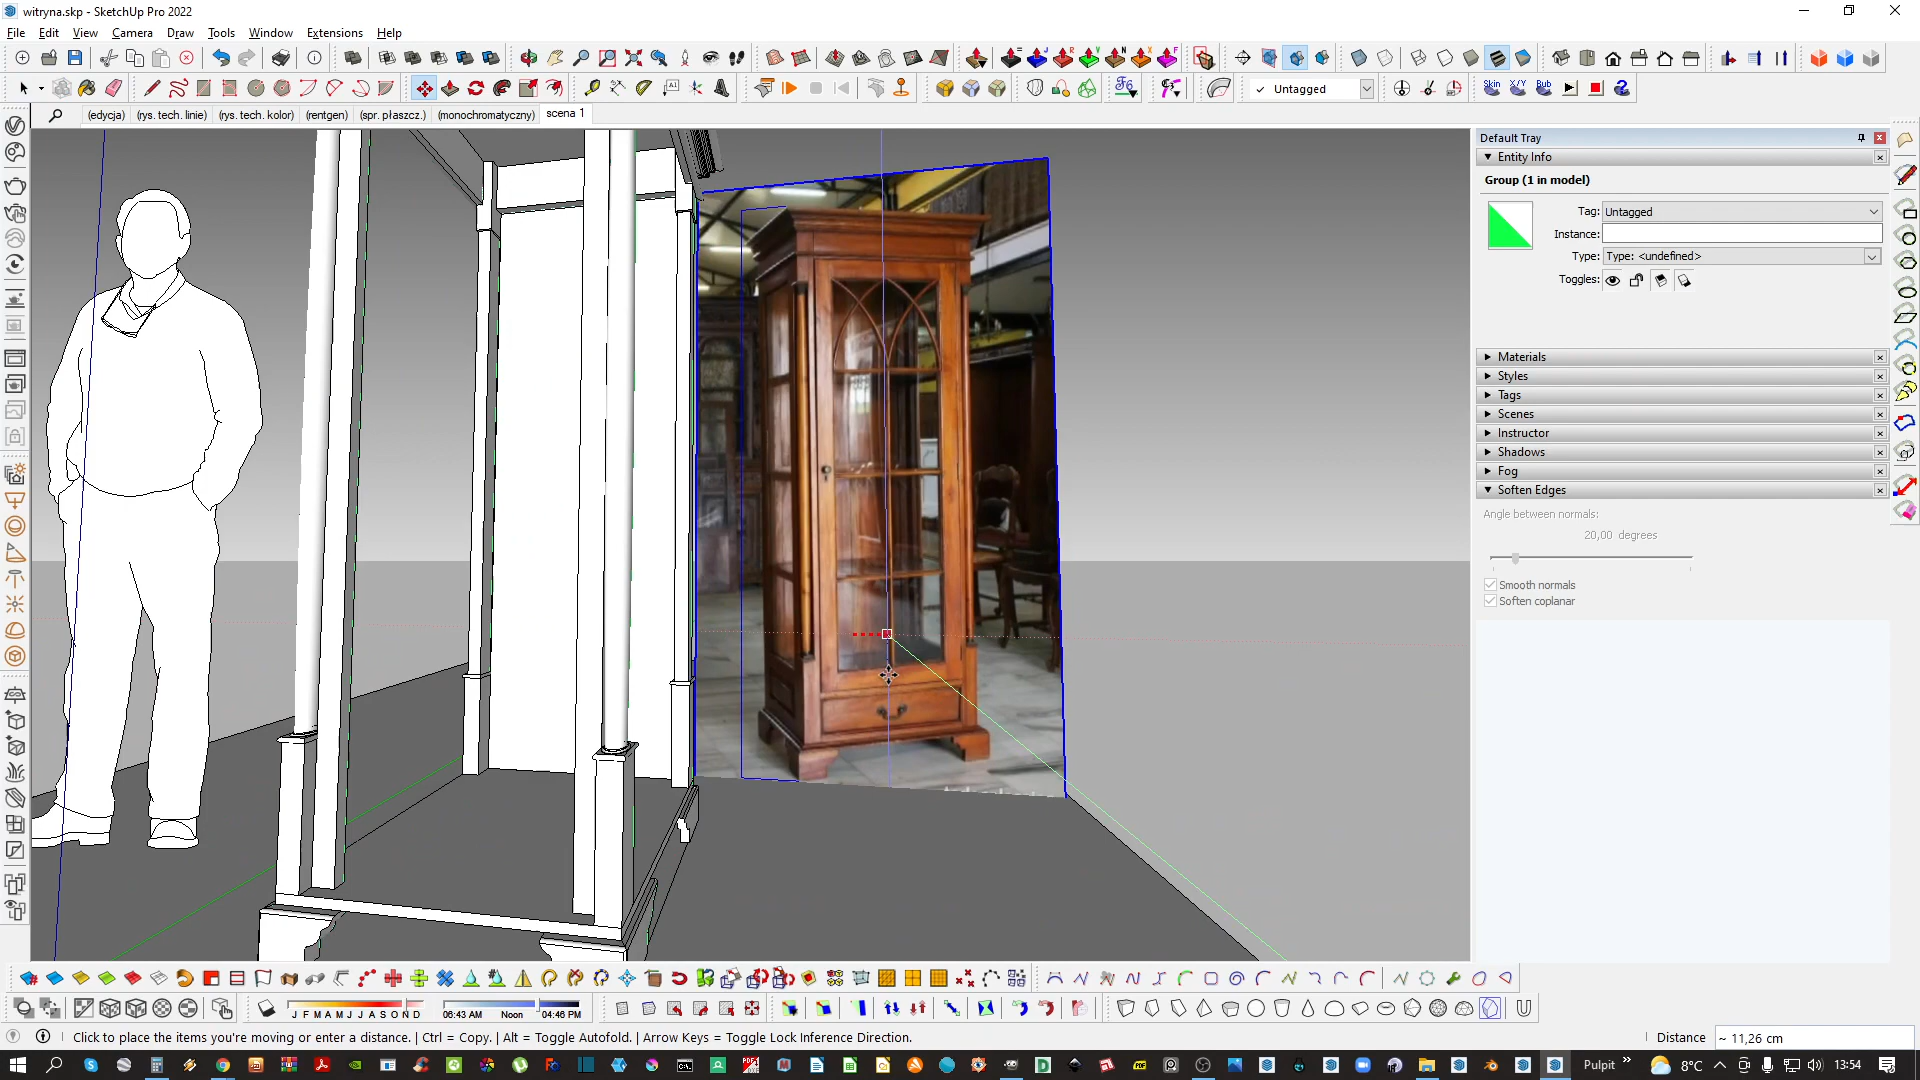 witryna.skp - SketchUp Pro 2022
File Edit View Camera Draw Tools Window Extensions Help
Untagged
Skin X/Y Bub
(edycja) (rys. tech. linie) (rys. tech. kolor) (rentgen) (spr. płaszcz.) (monochromatyczny) scena 1
Default Tray
Entity Info
Group (1 in model)
Tag: Untagged
Instance:
Type: Type: <undefined>
Toggles:
Materials
Styles
Tags
Scenes
Instructor
Shadows
Fog
Soften Edges
Angle between normals:
20,00 degrees
Smooth normals
Soften coplanar
J F M A M J J A S O N D 06:43 AM Noon 04:46 PM
Click to place the items you're moving or enter a distance. | Ctrl = Copy. | Alt = Toggle Autofold. | Arrow Keys = Toggle Lock Inference Direction.
Distance ~ 11,26 cm
Pulpit 8°C 13:54